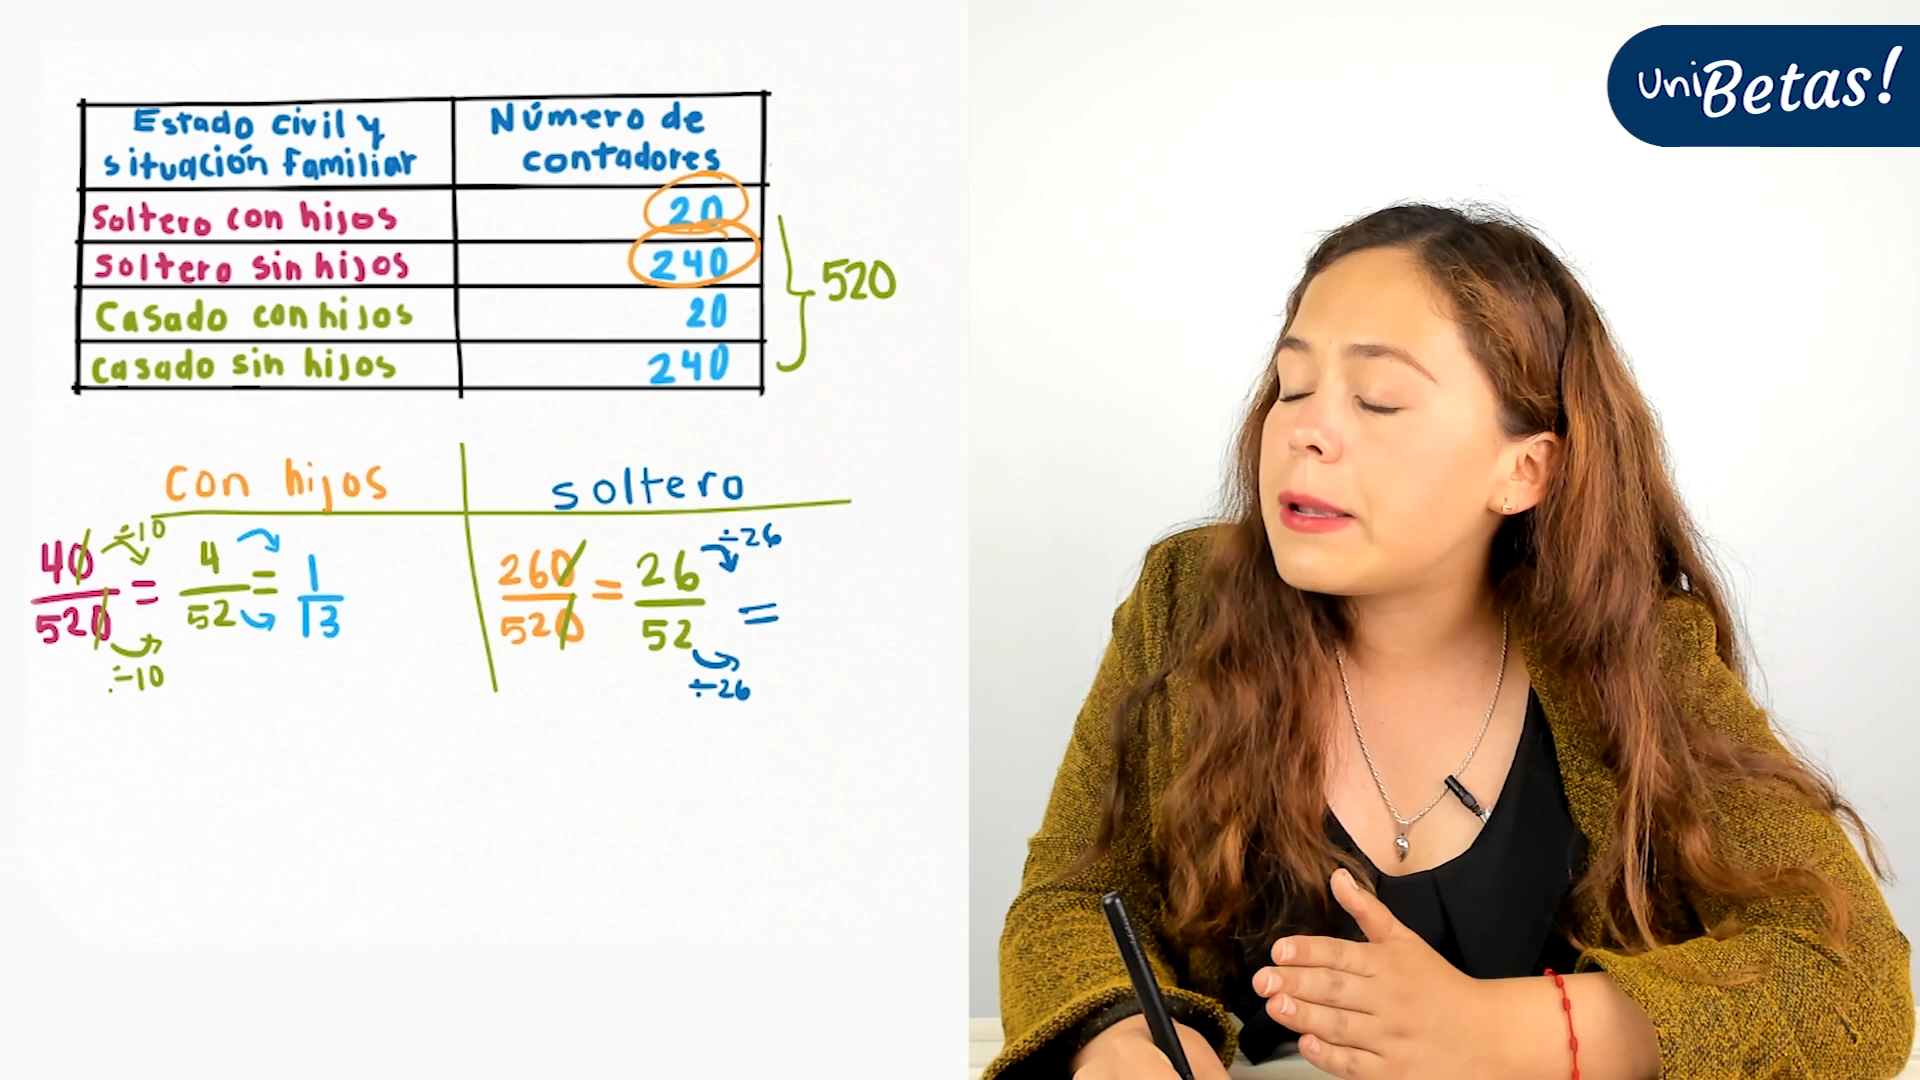 uniBetas!
Estado civil y
situación familiar
Número de
contadores
Soltero con hijos
20
Soltero sin hijos
240
Casado con hijos
20
casado sin hijos
240
520
con hijos
soltero
40/520 = 4/52 = 1/13
÷10
÷10
260/520 = 26/52 =
÷26
÷26